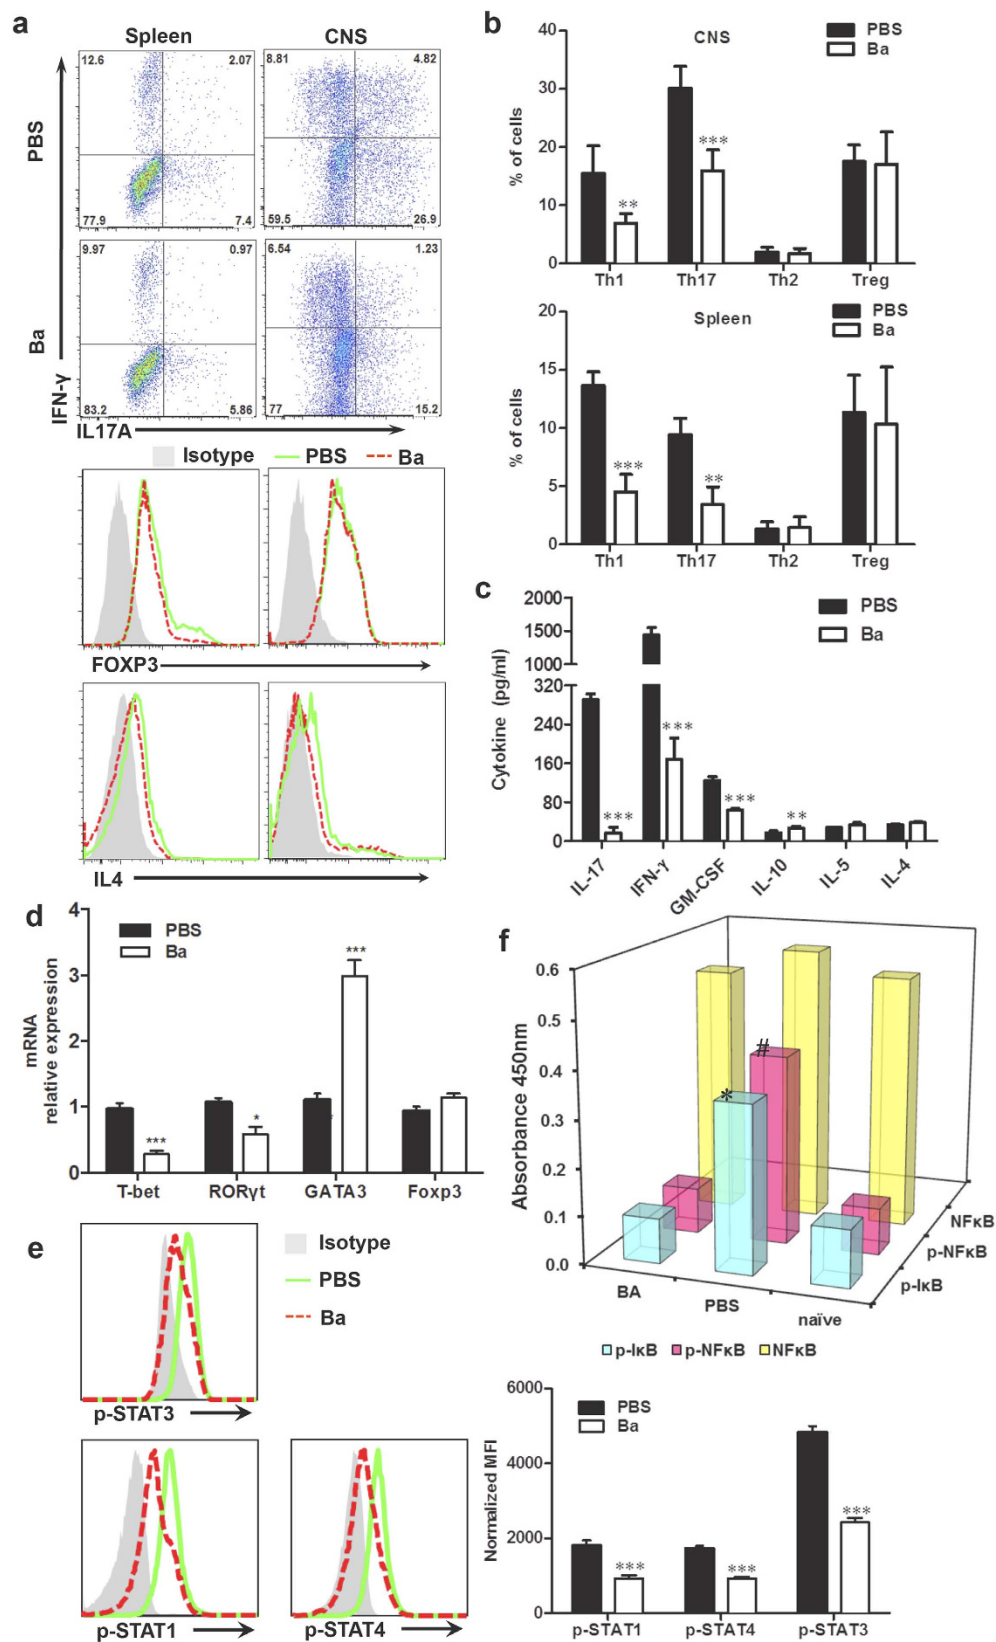 a
Spleen
CNS
12.6
2.07
8.81
4.82
PBS
77.9
7.4
59.5
26.9
9.97
0.97
6.54
1.23
Ba
83.2
5.86
77
15.2
IFN-γ
IL17A
Isotype
PBS
Ba
FOXP3
IL4
b
CNS
PBS
Ba
% of cells
40
30
20
10
0
**
***
Th1
Th17
Th2
Treg
Spleen
PBS
Ba
% of cells
20
15
10
5
0
***
**
Th1
Th17
Th2
Treg
c
PBS
Ba
Cytokine (pg/ml)
2000
1500
1000
320
240
160
80
0
***
***
***
**
IL-17
IFN-γ
GM-CSF
IL-10
IL-5
IL-4
d
PBS
Ba
mRNA
relative expression
4
3
2
1
0
***
*
***
T-bet
RORγt
GATA3
Foxp3
e
Isotype
PBS
Ba
p-STAT3
p-STAT1
p-STAT4
f
Absorbance 450nm
0.6
0.5
0.4
0.3
0.2
0.1
0.0
*
#
BA
PBS
naïve
NFκB
p-NFκB
p-IκB
p-IκB
p-NFκB
NFκB
PBS
Ba
Normalized MFI
6000
4000
2000
0
***
***
***
p-STAT1
p-STAT4
p-STAT3